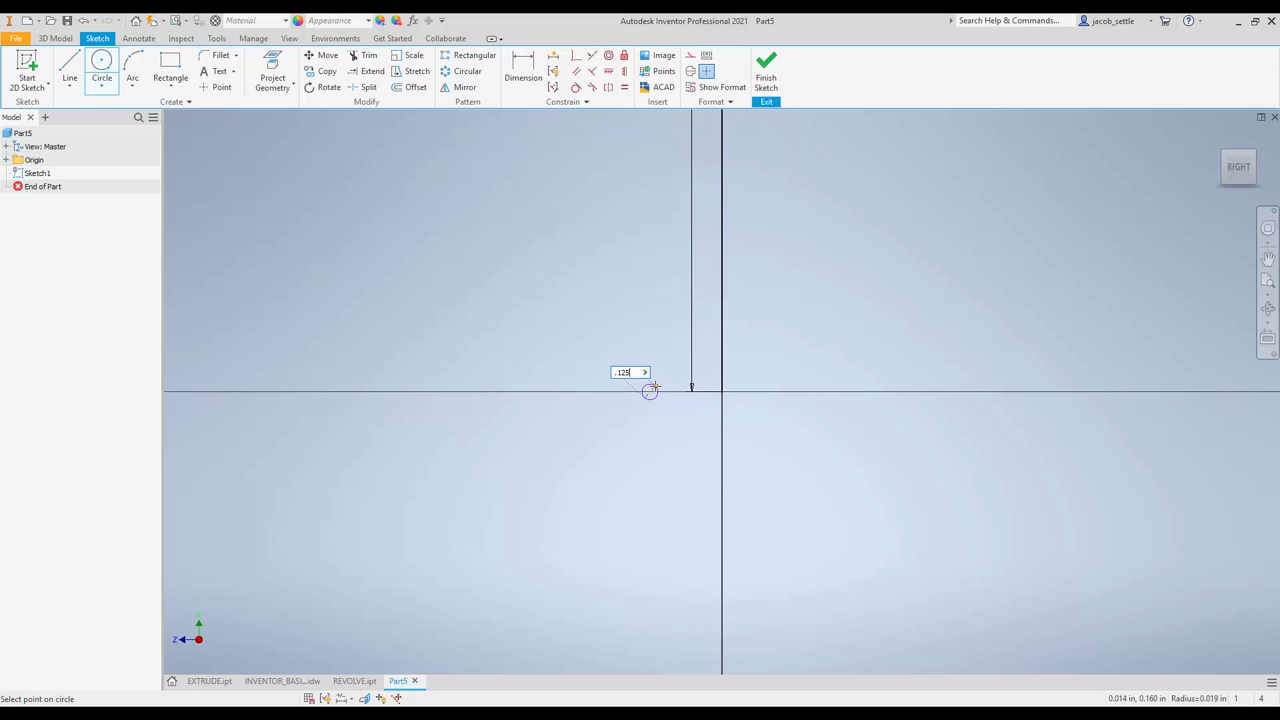 Material
Appearance
Autodesk Inventor Professional 2021 Part5
Search Help & Commands...
jacob_settle
File 3D Model Sketch Annotate Inspect Tools Manage View Environments Get Started Collaborate
Start 2D Sketch
Line
Circle
Arc
Rectangle
Fillet
Text
Point
Project Geometry
Move
Copy
Rotate
Trim
Extend
Split
Scale
Stretch
Offset
Rectangular
Circular
Mirror
Dimension
Image
Points
ACAD
Show Format
Finish Sketch
Sketch Create Modify Pattern Constrain Insert Format Exit
Model
Part5
View: Master
Origin
Sketch1
End of Part
RIGHT
.125
Y
Z
EXTRUDE.ipt INVENTOR_BASI...idw REVOLVE.ipt Part5
Select point on circle
0.014 in, 0.160 in Radius=0.019 in 1 4